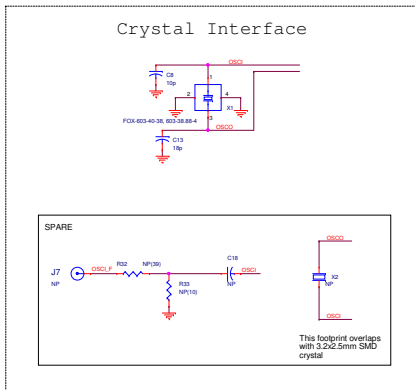 Crystal Interface
OSCI
C8
10p
1
2
4
X1
3
FOX-603-40-38, 603-38.88-4
OSCO
C13
18p
SPARE
OSCO
J7
OSCI_F
R32
NP(39)
C18
OSCI
NP
NP
R33
NP(10)
X2
NP
OSCI
This footprint overlaps
with 3.2x2.5mm SMD
crystal